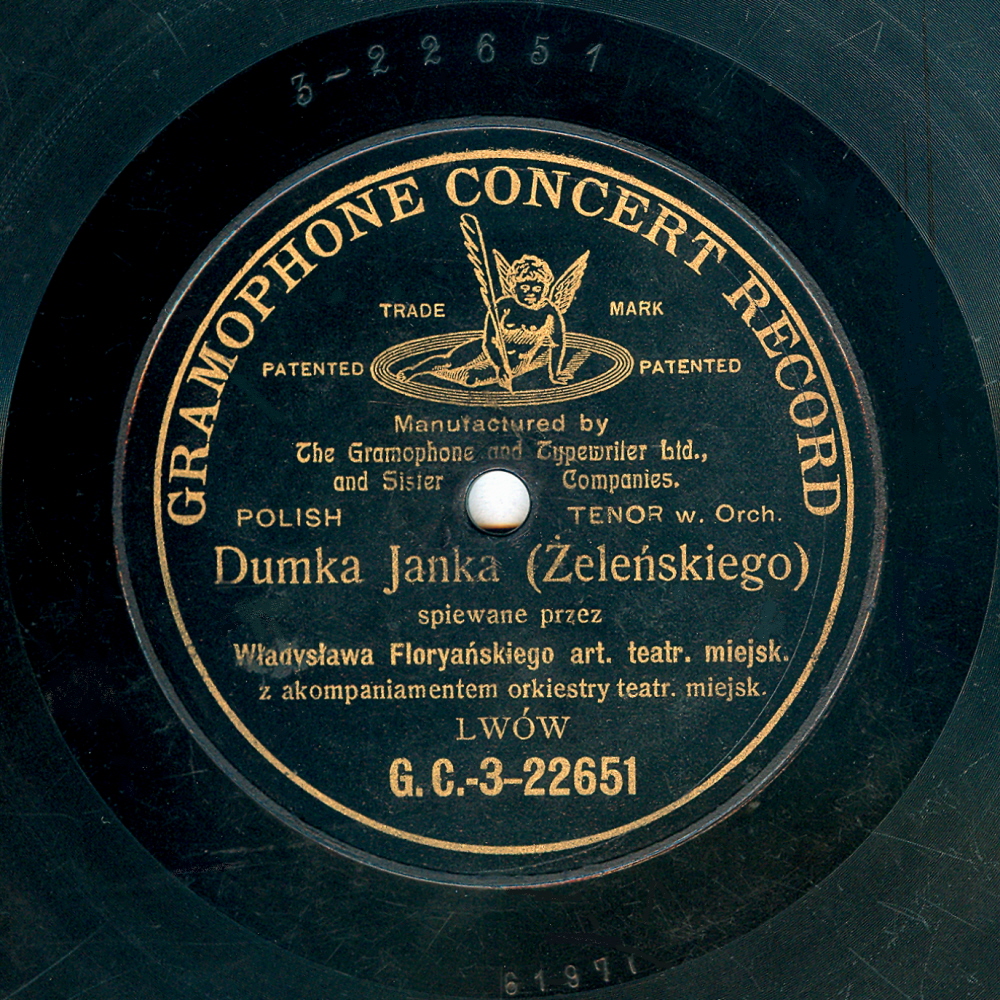 3-22651
GRAMOPHONE CONCERT RECORD
TRADE MARK
PATENTED PATENTED
Manufactured by
The Gramophone and Typewriter Ltd.,
and Sister Companies.
POLISH TENOR w. Orch.
Dumka Janka (Żeleńskiego)
spiewane przez
Władysława Floryańskiego art. teatr. miejsk.
z akompaniamentem orkiestry teatr. miejsk.
LWÓW
G.C.-3-22651
6197l